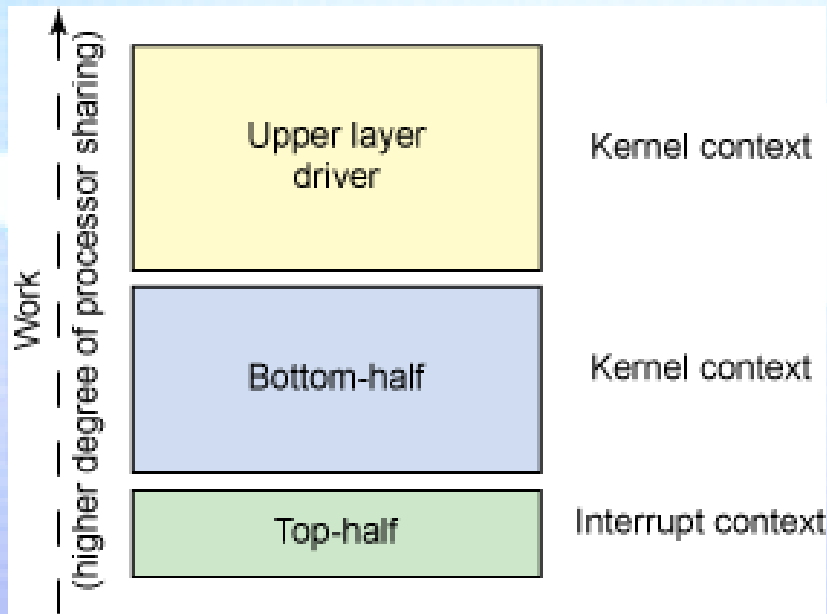 Work
(higher degree of processor sharing)
Upper layer
driver
Kernel context
Bottom-half
Kernel context
Top-half
Interrupt context